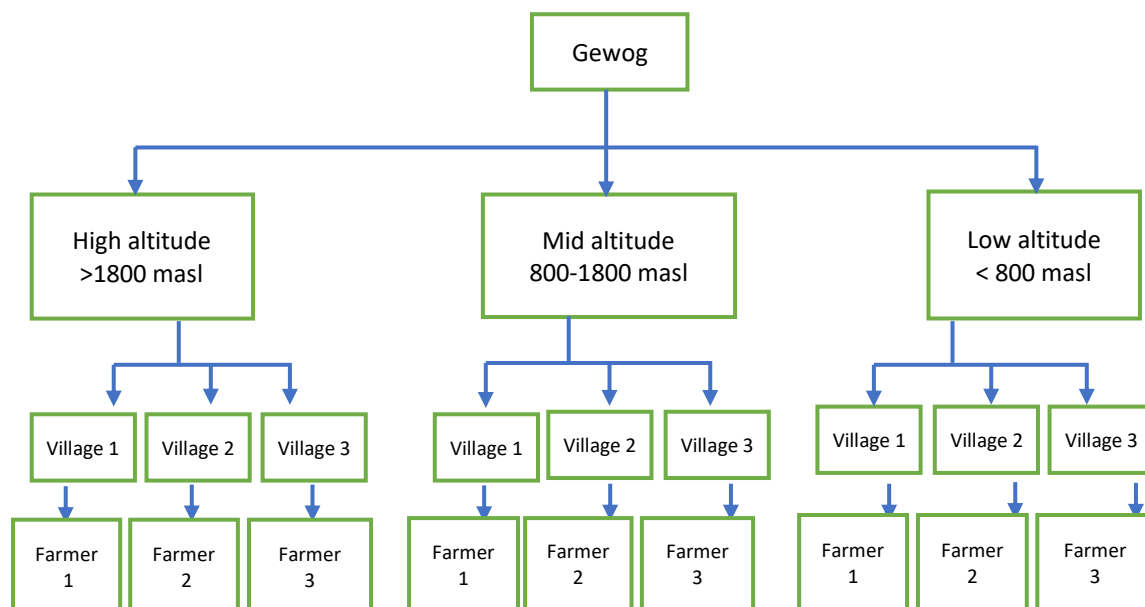 Gewog
High altitude
>1800 masl
Mid altitude
800-1800 masl
Low altitude
< 800 masl
Village 1
Village 2
Village 3
Village 1
Village 2
Village 3
Village 1
Village 2
Village 3
Farmer
1
Farmer
2
Farmer
3
Farmer
1
Farmer
2
Farmer
3
Farmer
1
Farmer
2
Farmer
3